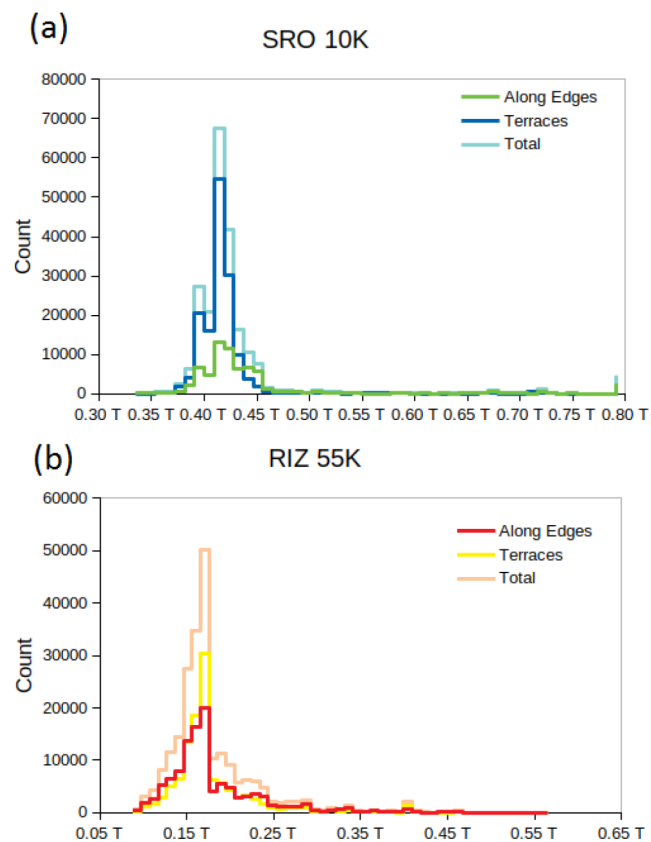 (a)
SRO 10K
80000
70000
60000
50000
40000
30000
20000
10000
0
Count
Along Edges
Terraces
Total
0.30 T 0.35 T 0.40 T 0.45 T 0.50 T 0.55 T 0.60 T 0.65 T 0.70 T 0.75 T 0.80 T
(b)
RIZ 55K
60000
50000
40000
30000
20000
10000
0
Count
Along Edges
Terraces
Total
0.05 T 0.15 T 0.25 T 0.35 T 0.45 T 0.55 T 0.65 T